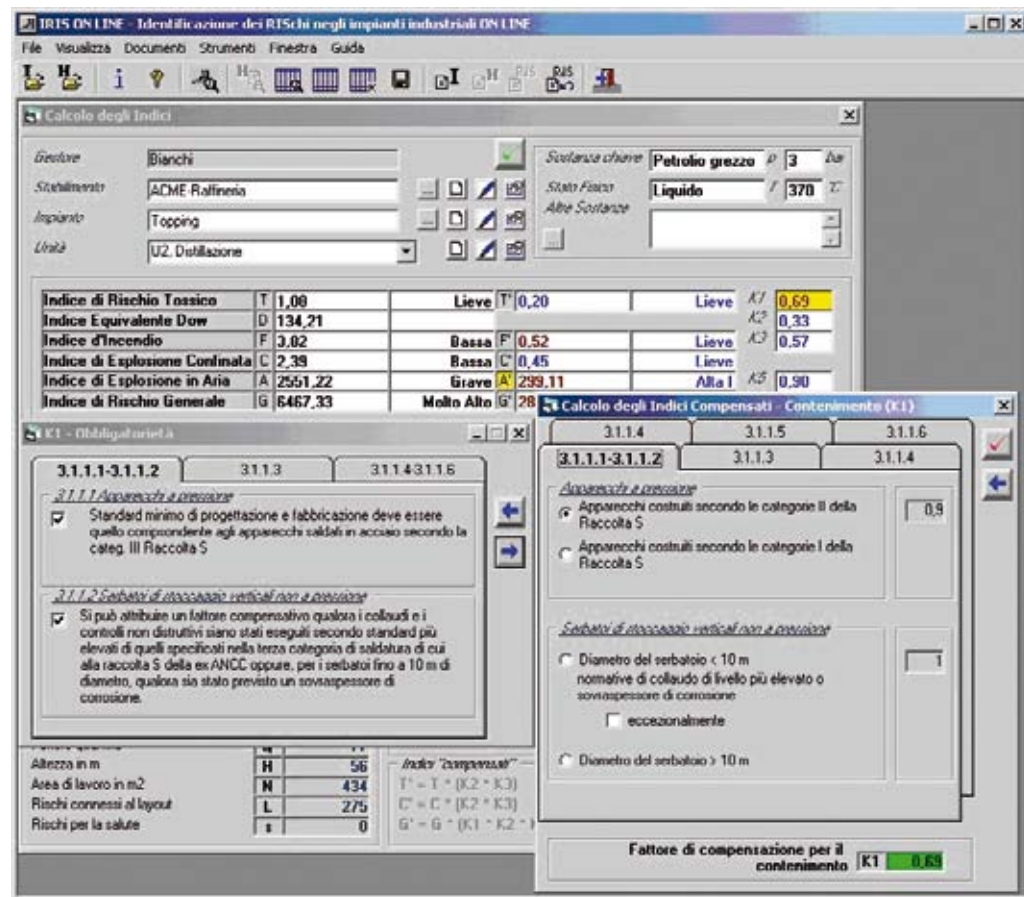 IRIS ON LINE - Identificazione dei RISchi negli impianti industriali ON LINE
File Visualizza Documenti Strumenti Finestra Guida
Calcolo degli Indici
Gestore Bianchi
Stabilimento ACME-Raffineria
Impianto Topping
Unità U2, Distillazione
Sostanza chiave Petrolio grezzo P 3 bar
Stato Fisico Liquido T 370 °C
Altre Sostanze
Indice di Rischio Tossico T 1,08 Lieve T' 0,20 Lieve K1 0,69
Indice Equivalente Dow D 134,21 K2 0,33
Indice d'Incendio F 3,02 Bassa F' 0,52 Lieve K3 0,57
Indice di Esplosione Confinata C 2,39 Bassa C' 0,45 Lieve
Indice di Esplosione in Aria A 2551,22 Grave A' 299,11 Alta I K5 0,90
Indice di Rischio Generale G 6467,33 Molto Alto G' 28
K1 - Obbligatorietà
3.1.1.1-3.1.1.2 3.1.1.3 3.1.1.4-3.1.1.6
3.1.1.1 Apparecchi a pressione
Standard minimo di progettazione e fabbricazione deve essere
quello comprondente agli apparecchi saldati in acciaio secondo la
categ. III Raccolta S
3.1.1.2 Serbatoi di stoccaggio verticali non a pressione
Si può attribuire un fattore compensativo qualora i collaudi e i
controlli non distruttivi siano stati eseguiti secondo standard più
elevati di quelli specificati nella terza categoria di saldatura di cui
alla raccolta S della ex ANCC oppure, per i serbatoi fino a 10 m di
diametro, qualora sia stato previsto un sovraspessore di
corrosione.
Calcolo degli Indici Compensati - Contenimento (K1)
3.1.1.4 3.1.1.5 3.1.1.6
3.1.1.1-3.1.1.2 3.1.1.3 3.1.1.4
Apparecchi a pressione
Apparecchi costruiti secondo le categorie II della
Raccolta S
0,9
Apparecchi costruiti secondo le categorie I della
Raccolta S
Serbatoi di stoccaggio verticali non a pressione
Diametro del serbatoio < 10 m
normative di collaudo di livello più elevato o
sovraspessore di corrosione
1
eccezionalmente
Diametro del serbatoio > 10 m
Fattore di compensazione per il
contenimento K1 0,69
Altezza in m H 56
Area di lavoro in m2 N 434
Rischi connessi al layout L 275
Rischi per la salute s 0
Indici "compensati"
T' = T * (K2 * K3)
C' = C * (K2 * K3)
G' = G * (K1 * K2 *